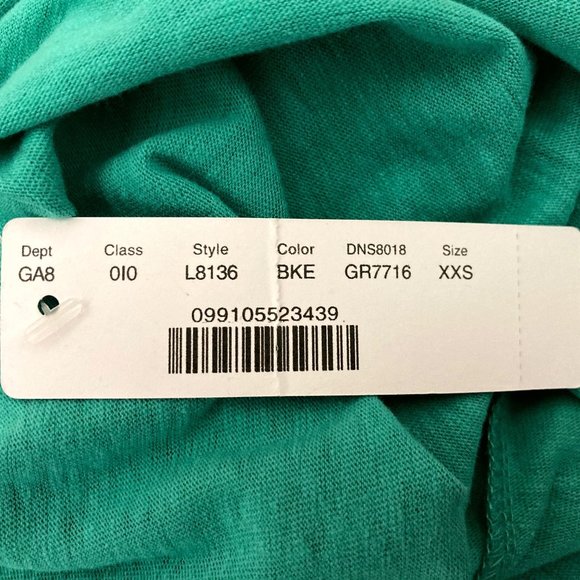 Dept Class Style Color DNS8018 Size
GA8 0I0 L8136 BKE GR7716 XXS
099105523439